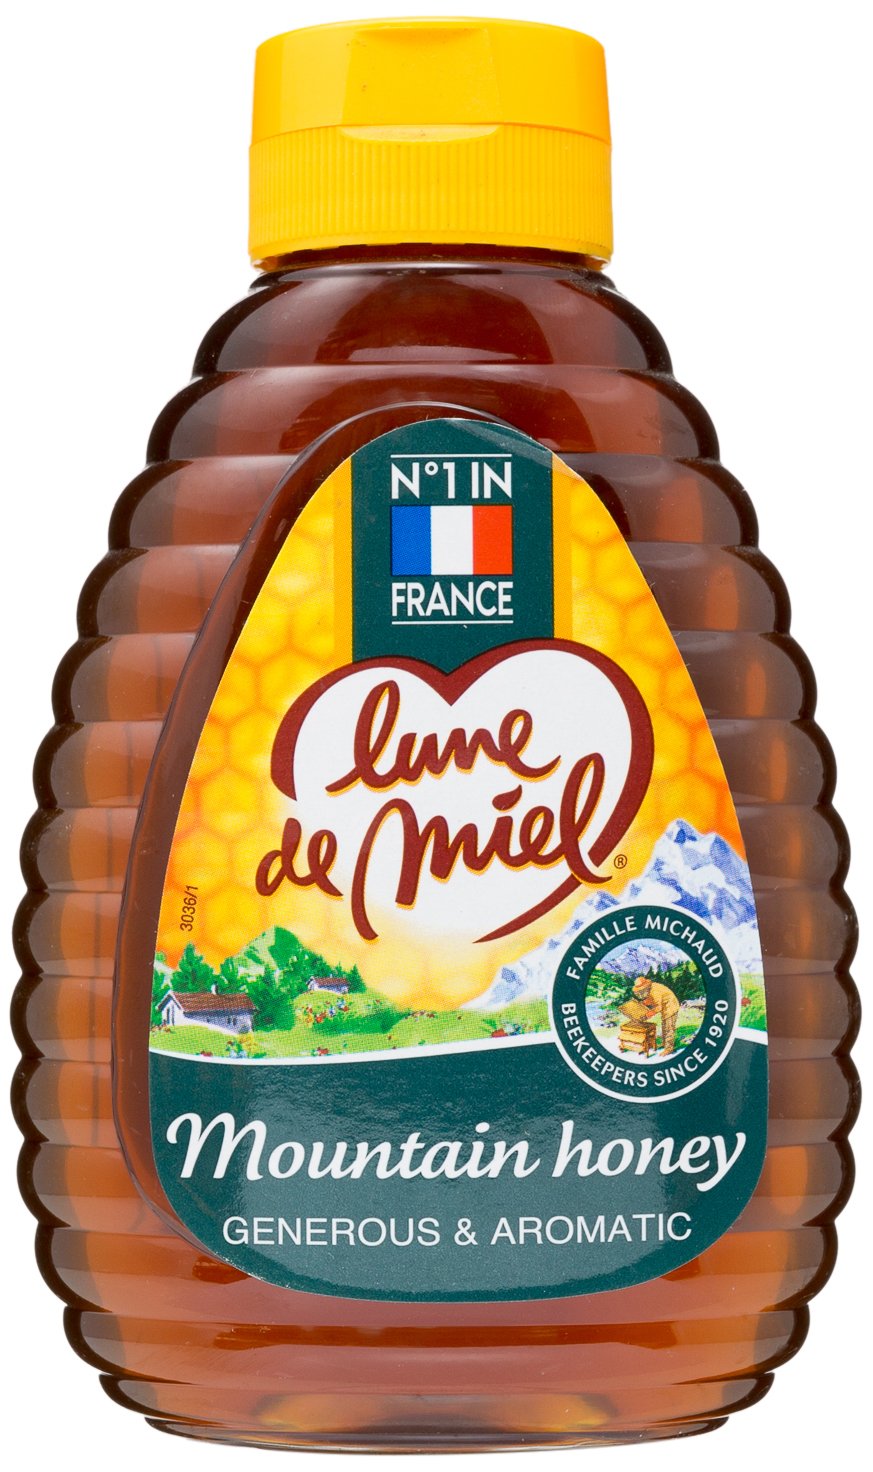 N°1 IN
FRANCE
lune
de miel®
3036/1
FAMILLE MICHAUD
BEEKEEPERS SINCE 1920
Mountain honey
GENEROUS & AROMATIC